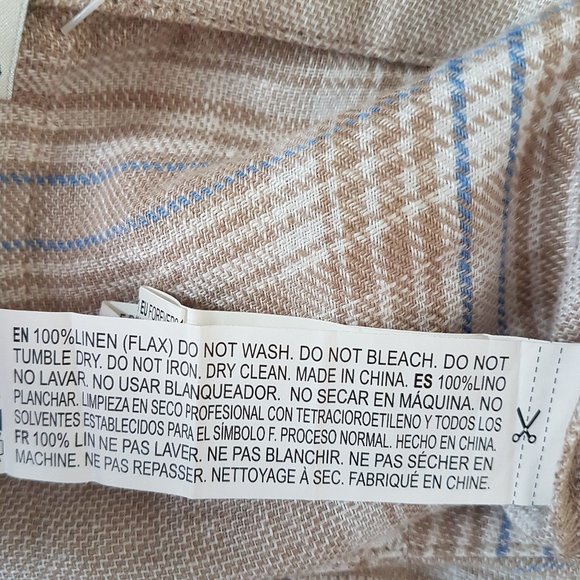 EU FOREVER
EN 100%LINEN (FLAX) DO NOT WASH. DO NOT BLEACH. DO NOT
TUMBLE DRY. DO NOT IRON. DRY CLEAN. MADE IN CHINA. ES 100%LINO
NO LAVAR. NO USAR BLANQUEADOR. NO SECAR EN MÁQUINA. NO
PLANCHAR. LIMPIEZA EN SECO PROFESIONAL CON TETRACIOROETILENO Y TODOS LOS
SOLVENTES ESTABLECIDOS PARA EL SÍMBOLO F. PROCESO NORMAL. HECHO EN CHINA.
FR 100% LIN NE PAS LAVER. NE PAS BLANCHIR. NE PAS SÉCHER EN
MACHINE. NE PAS REPASSER. NETTOYAGE À SEC. FABRIQUÉ EN CHINE.